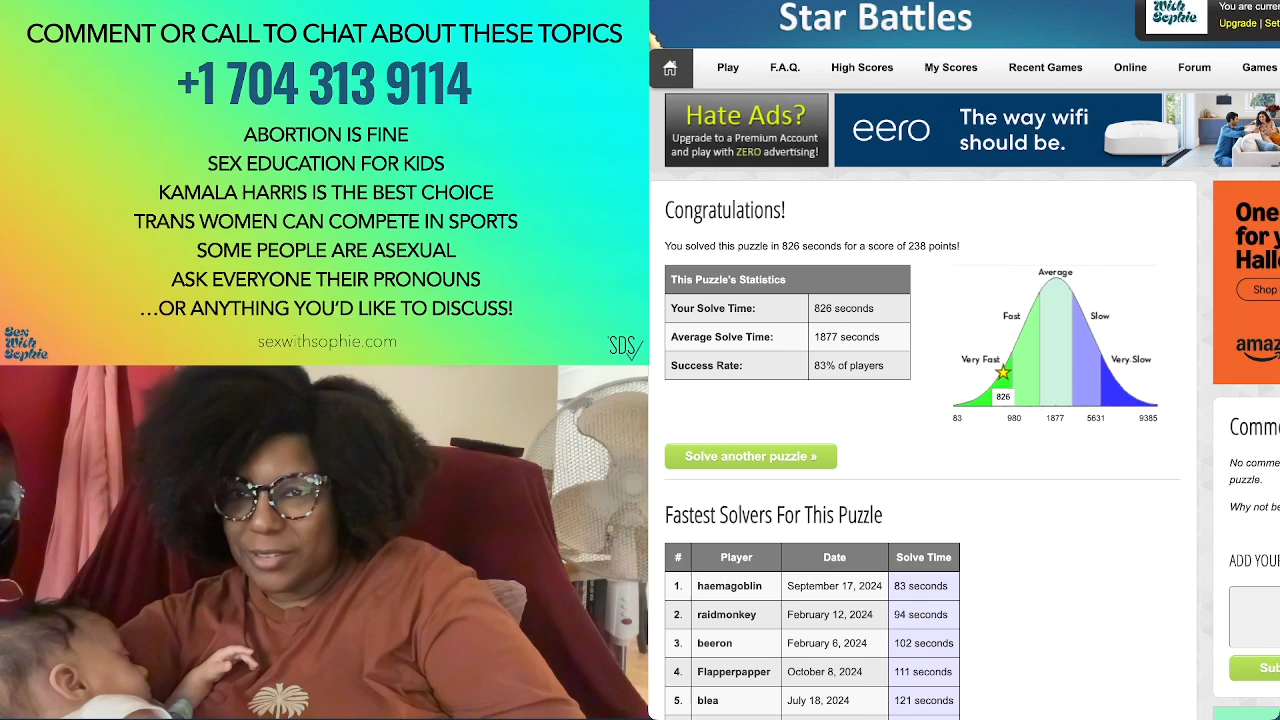 COMMENT OR CALL TO CHAT ABOUT THESE TOPICS
+1 704 313 9114
ABORTION IS FINE
SEX EDUCATION FOR KIDS
KAMALA HARRIS IS THE BEST CHOICE
TRANS WOMEN CAN COMPETE IN SPORTS
SOME PEOPLE ARE ASEXUAL
ASK EVERYONE THEIR PRONOUNS
...OR ANYTHING YOU'D LIKE TO DISCUSS!
sexwithsophie.com
Sex
With
Sophie
SDS
Star Battles
With
Sophie
You are curren
Upgrade | Set
Play F.A.Q. High Scores My Scores Recent Games Online Forum Games
Hate Ads?
Upgrade to a Premium Account
and play with ZERO advertising!
eero
The way wifi
should be.
Congratulations!
You solved this puzzle in 826 seconds for a score of 238 points!
This Puzzle's Statistics
Your Solve Time: 826 seconds
Average Solve Time: 1877 seconds
Success Rate: 83% of players
Average
Fast Slow
Very Fast Very Slow
826
83 980 1877 5631 9385
Solve another puzzle »
Fastest Solvers For This Puzzle
# Player Date Solve Time
1. haemagoblin September 17, 2024 83 seconds
2. raidmonkey February 12, 2024 94 seconds
3. beeron February 6, 2024 102 seconds
4. Flapperpapper October 8, 2024 111 seconds
5. blea July 18, 2024 121 seconds
One
for y
Hall
Shop
amaz
Comme
No comme
puzzle.
Why not be
ADD YOUR
Sub